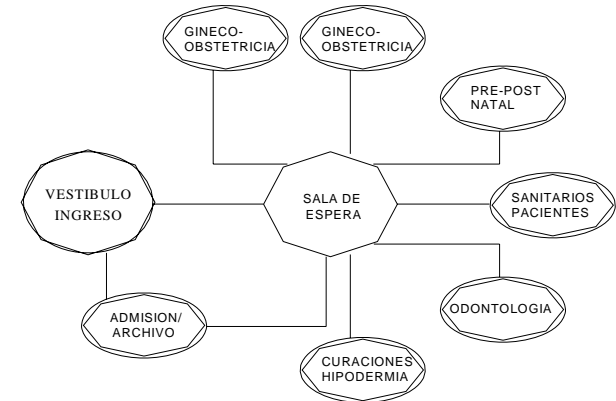 GINECO-
OBSTETRICIA
GINECO-
OBSTETRICIA
PRE-POST
NATAL
VESTIBULO
INGRESO
SALA DE
ESPERA
SANITARIOS
PACIENTES
ADMISION/
ARCHIVO
ODONTOLOGIA
CURACIONES
HIPODERMIA